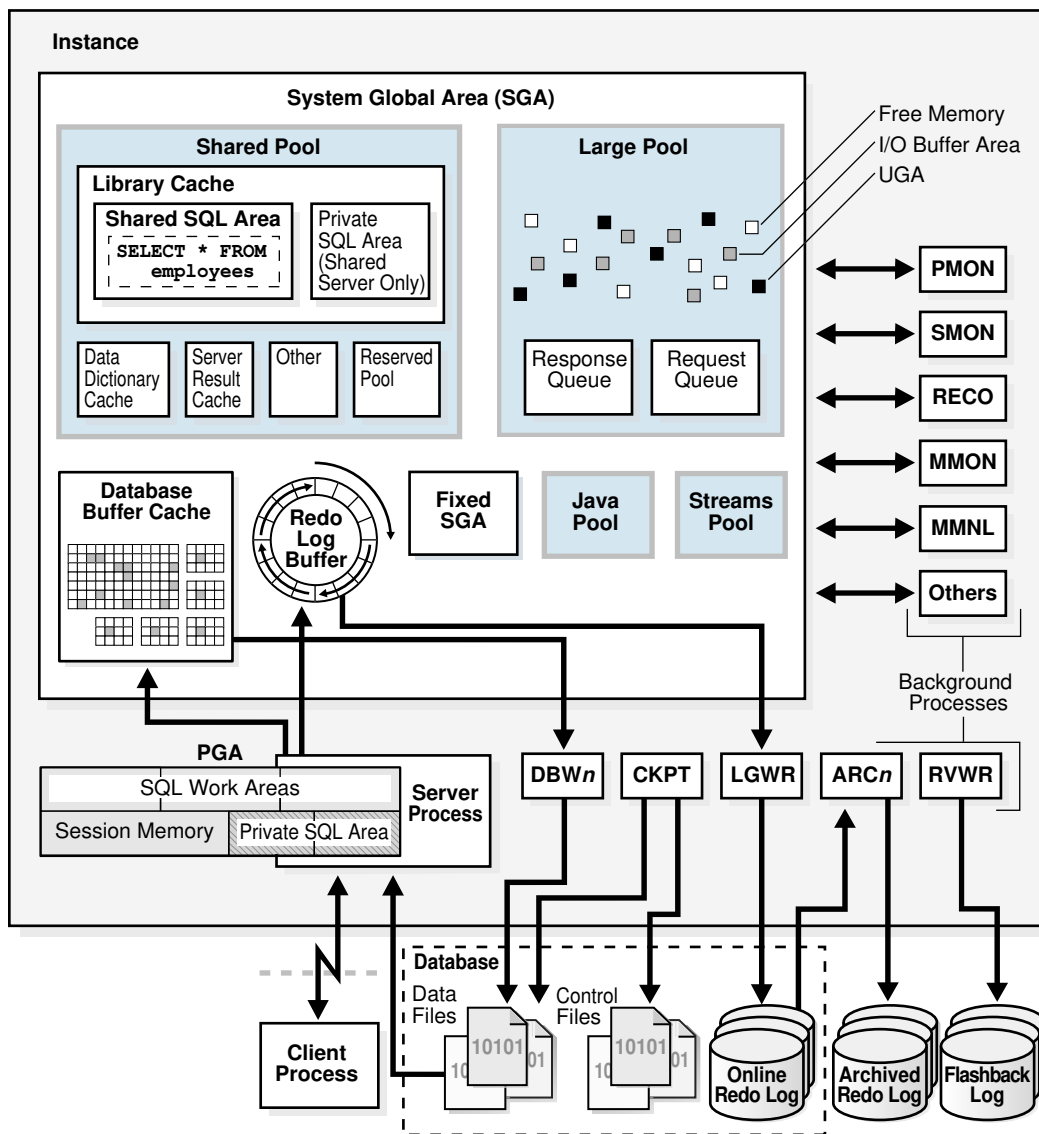 Instance
System Global Area (SGA)
Shared Pool
Library Cache
Shared SQL Area
SELECT * FROM
employees
Private
SQL Area
(Shared
Server Only)
Data
Dictionary
Cache
Server
Result
Cache
Other
Reserved
Pool
Large Pool
Response
Queue
Request
Queue
Free Memory
I/O Buffer Area
UGA
PMON
SMON
RECO
MMON
MMNL
Others
Background
Processes
Database
Buffer Cache
Redo
Log
Buffer
Fixed
SGA
Java
Pool
Streams
Pool
PGA
SQL Work Areas
Session Memory
Private SQL Area
Server
Process
DBWn
CKPT
LGWR
ARCn
RVWR
Client
Process
Database
Data
Files
10101
10
01
Control
Files
10101
10
01
Online
Redo Log
Archived
Redo Log
Flashback
Log